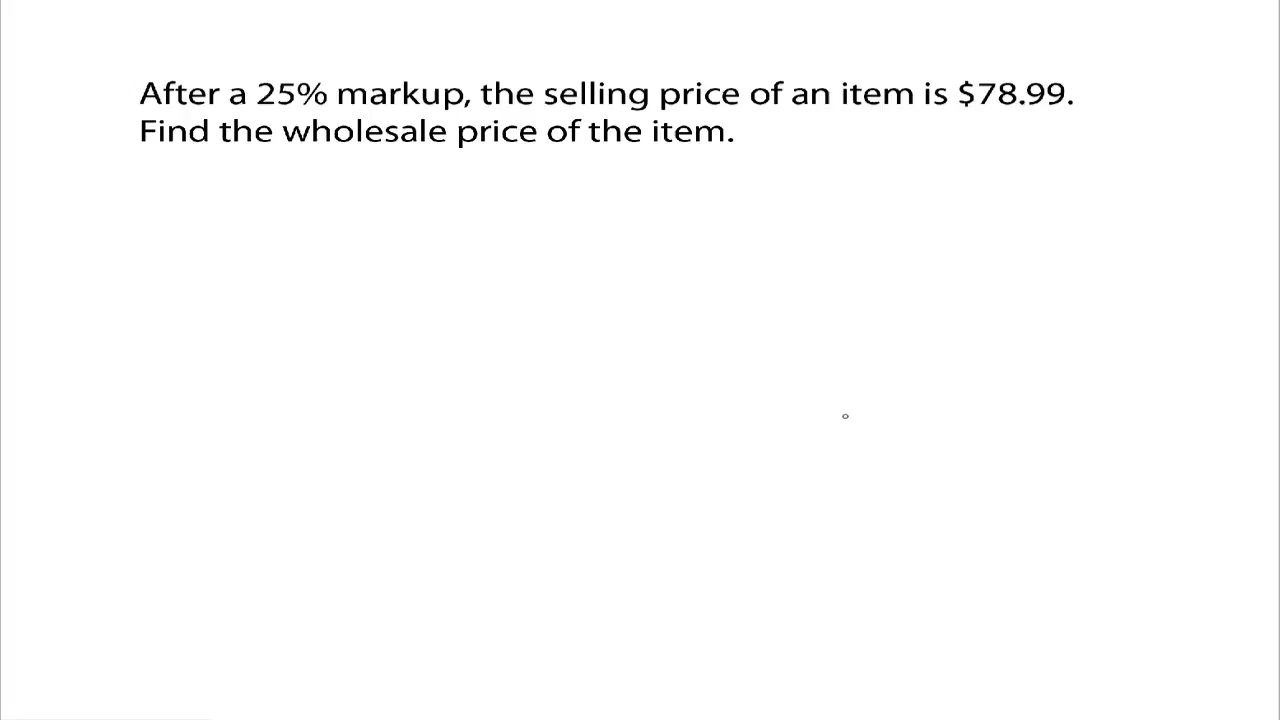 After a 25% markup, the selling price of an item is $78.99.
Find the wholesale price of the item.